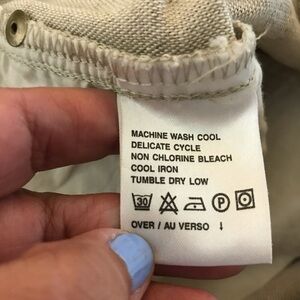 MACHINE WASH COOL
DELICATE CYCLE
NON CHLORINE BLEACH
COOL IRON
TUMBLE DRY LOW
30 P
OVER / AU VERSO ↓